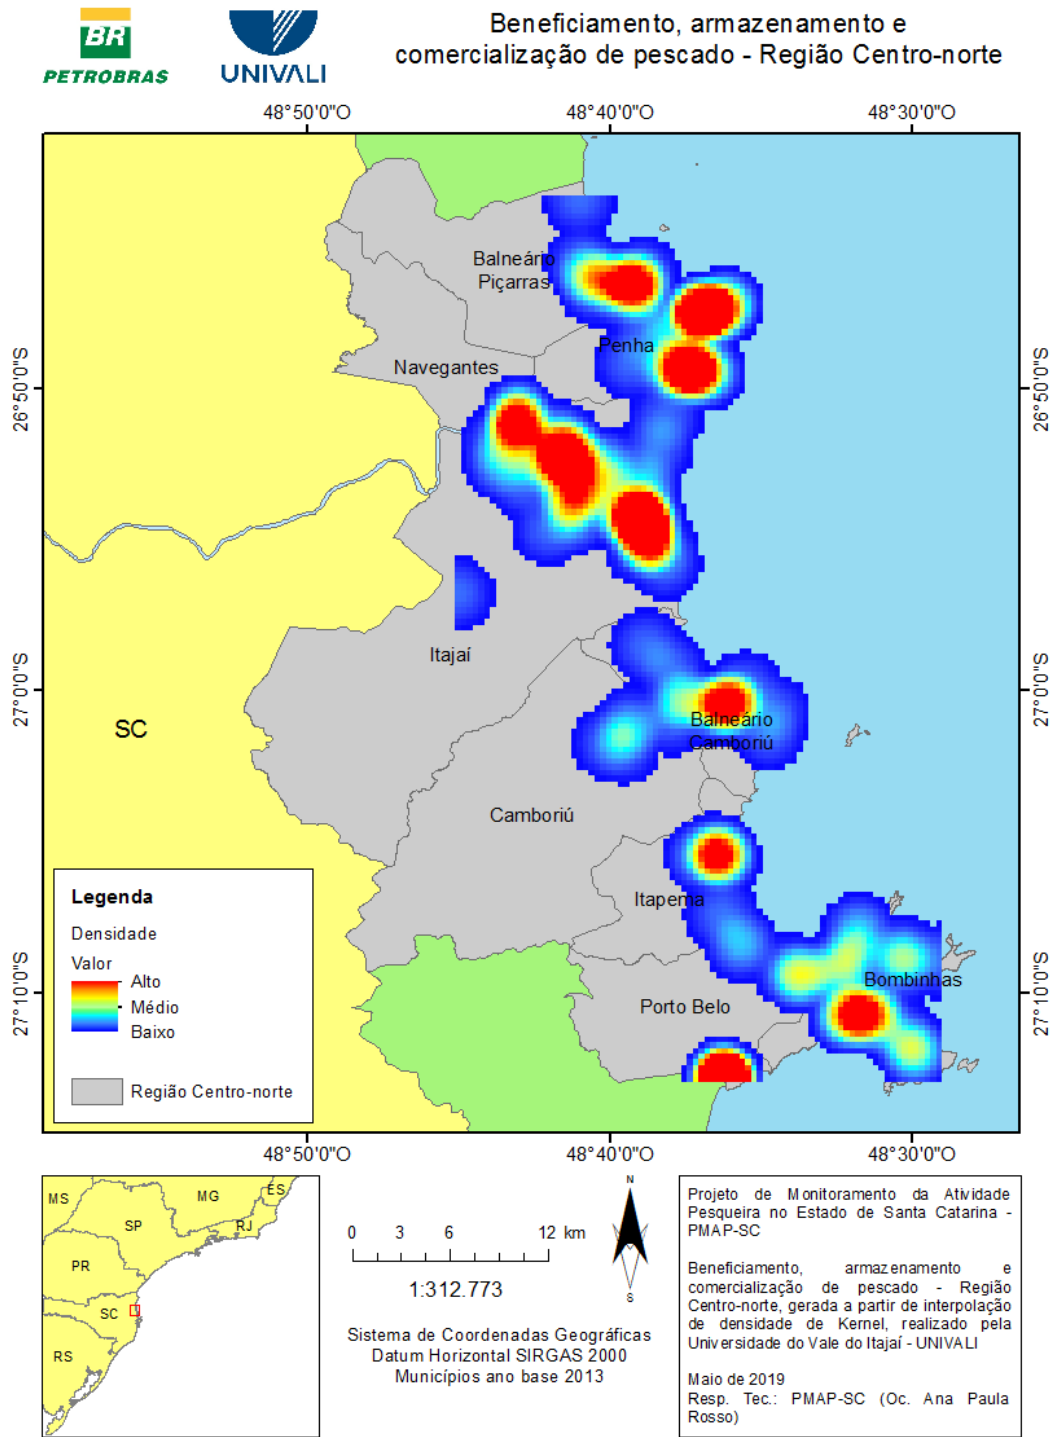 BR
PETROBRAS
UNIVALI
Beneficiamento, armazenamento e
comercialização de pescado - Região Centro-norte
48°50'0"O
48°40'0"O
48°30'0"O
26°50'0"S
26°50'0"S
27°0'0"S
27°0'0"S
27°10'0"S
27°10'0"S
Balneário
Piçarras
Penha
Navegantes
Itajaí
SC
Balneário
Camboriú
Camboriú
Itapema
Bombinhas
Porto Belo
Legenda
Densidade
Valor
Alto
Médio
Baixo
Região Centro-norte
48°50'0"O
48°40'0"O
48°30'0"O
MS
MG
ES
SP
RJ
PR
SC
RS
0 3 6 12 km
1:312.773
N
S
Sistema de Coordenadas Geográficas
Datum Horizontal SIRGAS 2000
Municípios ano base 2013
Projeto de Monitoramento da Atividade
Pesqueira no Estado de Santa Catarina -
PMAP-SC
Beneficiamento, armazenamento e
comercialização de pescado - Região
Centro-norte, gerada a partir de interpolação
de densidade de Kernel, realizado pela
Universidade do Vale do Itajaí - UNIVALI
Maio de 2019
Resp. Tec.: PMAP-SC (Oc. Ana Paula
Rosso)